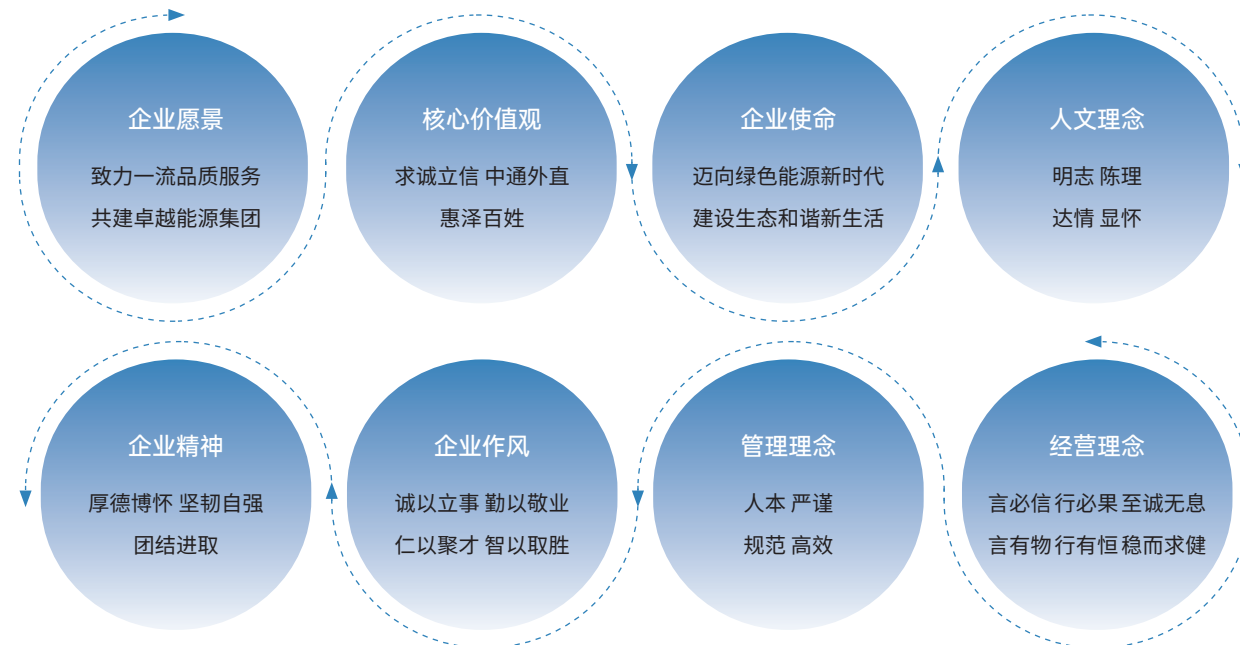 企业愿景
致力一流品质服务
共建卓越能源集团
核心价值观
求诚立信 中通外直
惠泽百姓
企业使命
迈向绿色能源新时代
建设生态和谐新生活
人文理念
明志 陈理
达情 显怀
企业精神
厚德博怀 坚韧自强
团结进取
企业作风
诚以立事 勤以敬业
仁以聚才 智以取胜
管理理念
人本 严谨
规范 高效
经营理念
言必信 行必果 至诚无息
言有物 行有恒 稳而求健